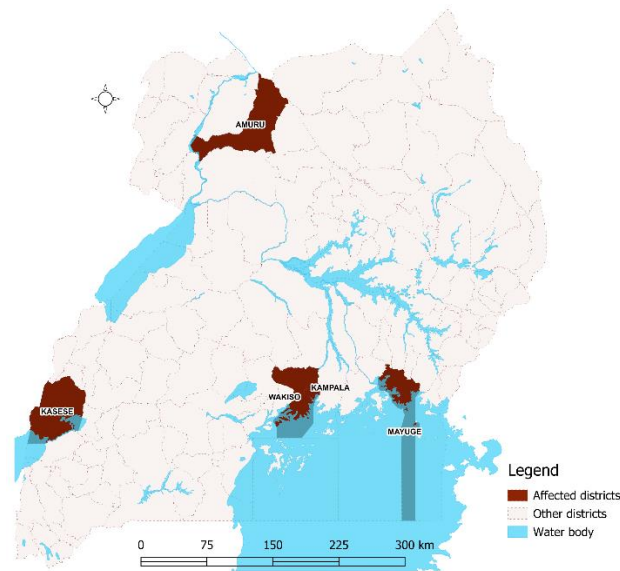 AMURU
KASESE
WAKISO
KAMPALA
MAYUGE
Legend
Affected districts
Other districts
Water body
0 75 150 225 300 km